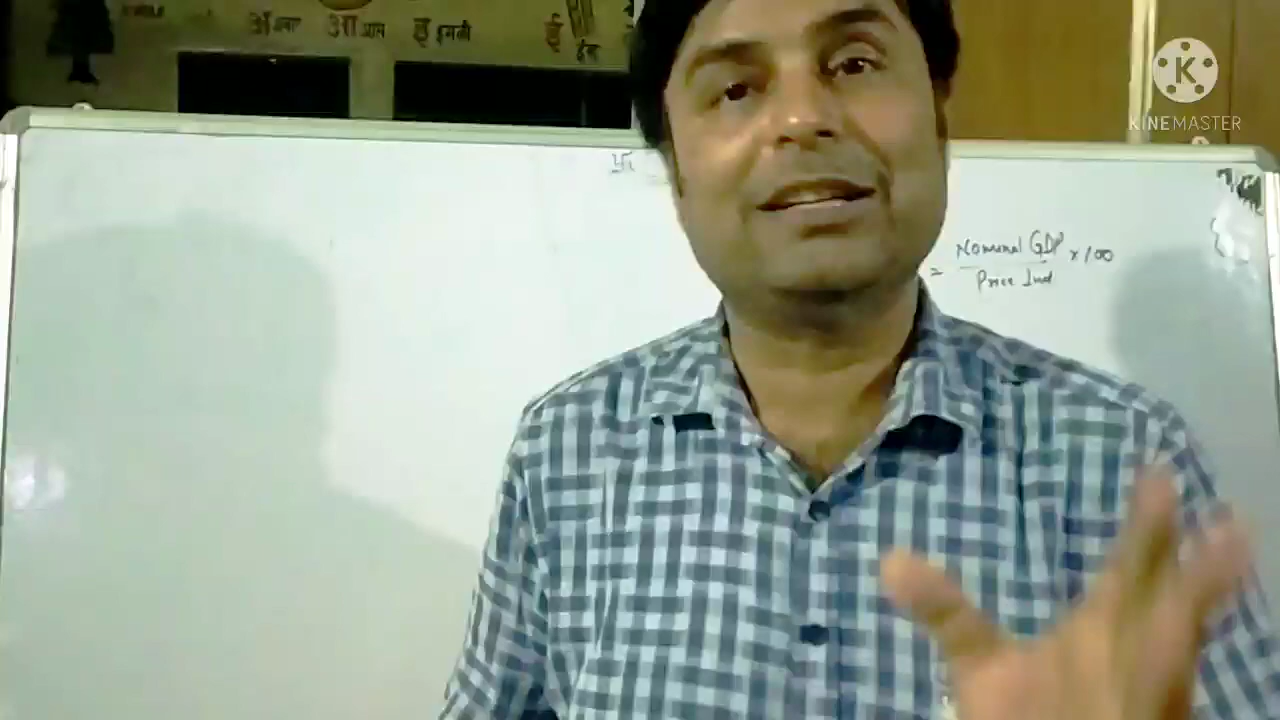 अ अनार आ आम इ इमली ई ईख
K
KINEMASTER
= Nominal GDP x 100
Price Ind